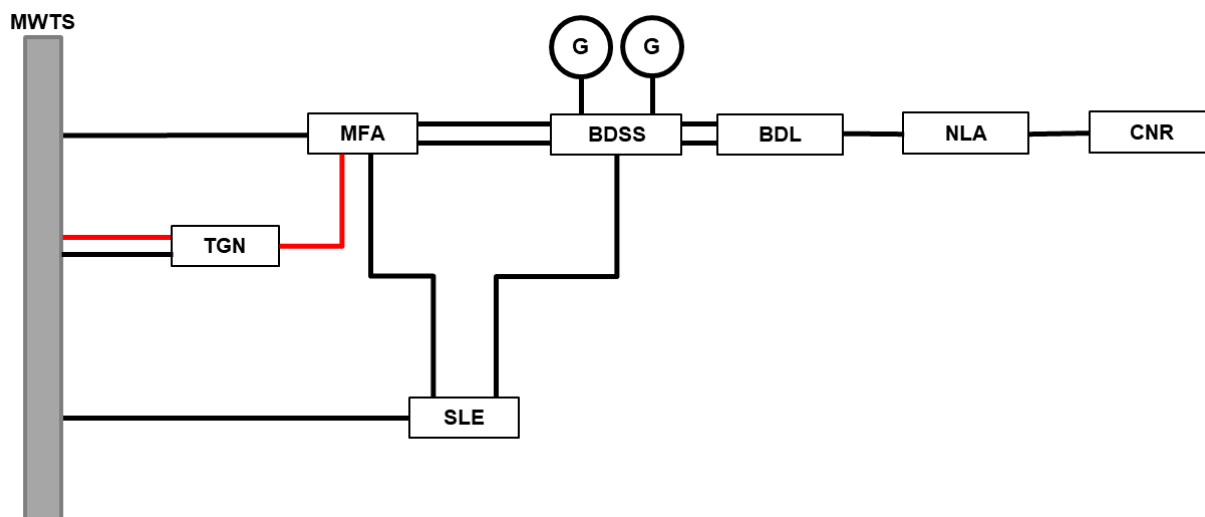 MWTS
G G
MFA BDSS BDL NLA CNR
TGN
SLE